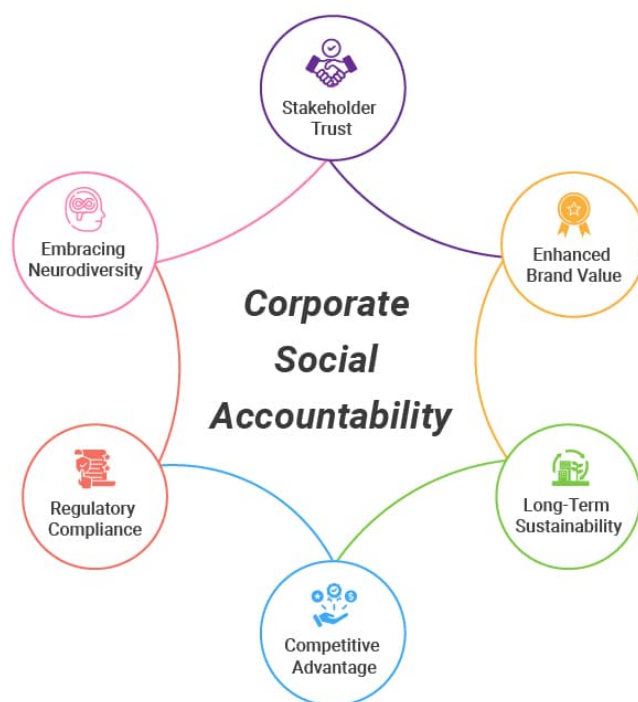 Stakeholder
Trust
Embracing
Neurodiversity
Enhanced
Brand Value
Corporate
Social
Accountability
Regulatory
Compliance
Long-Term
Sustainability
Competitive
Advantage